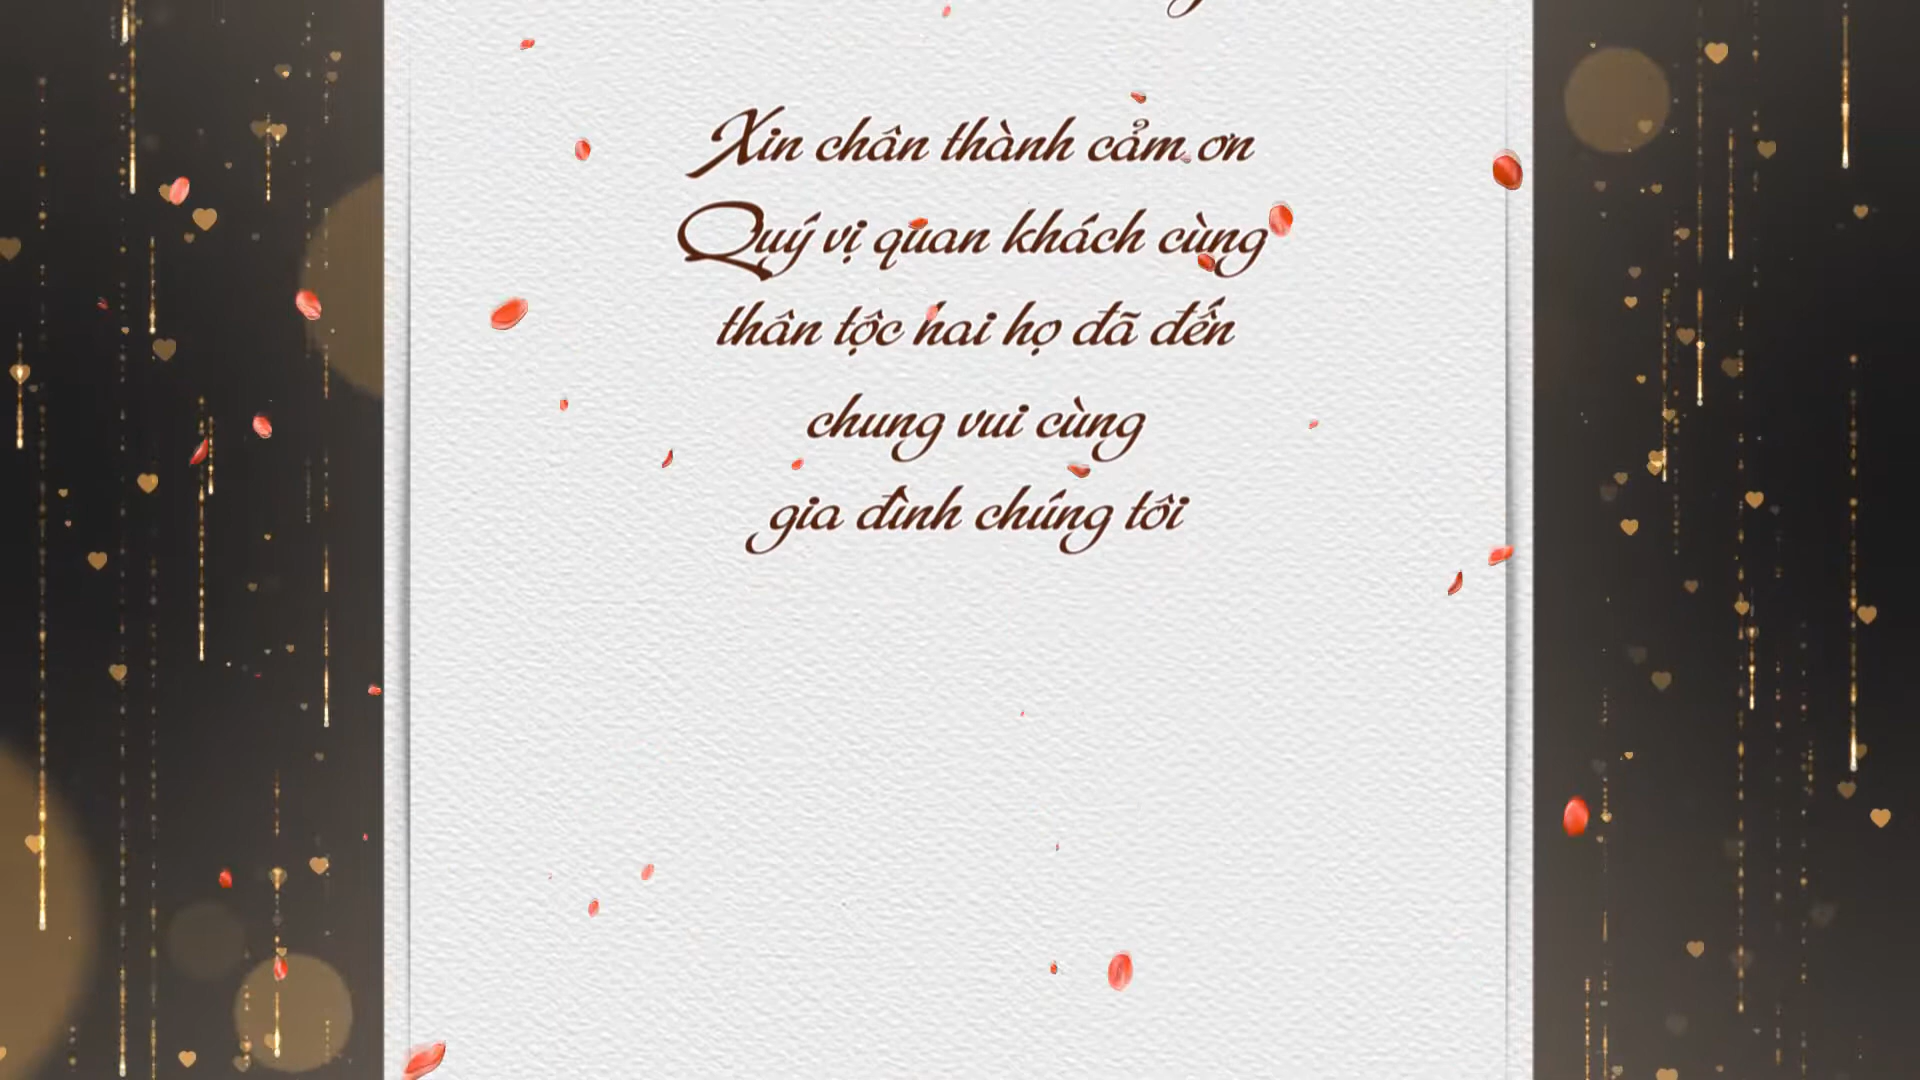 Xin chân thành cảm ơn
Quý vị quan khách cùng
thân tộc hai họ đã đến
chung vui cùng
gia đình chúng tôi